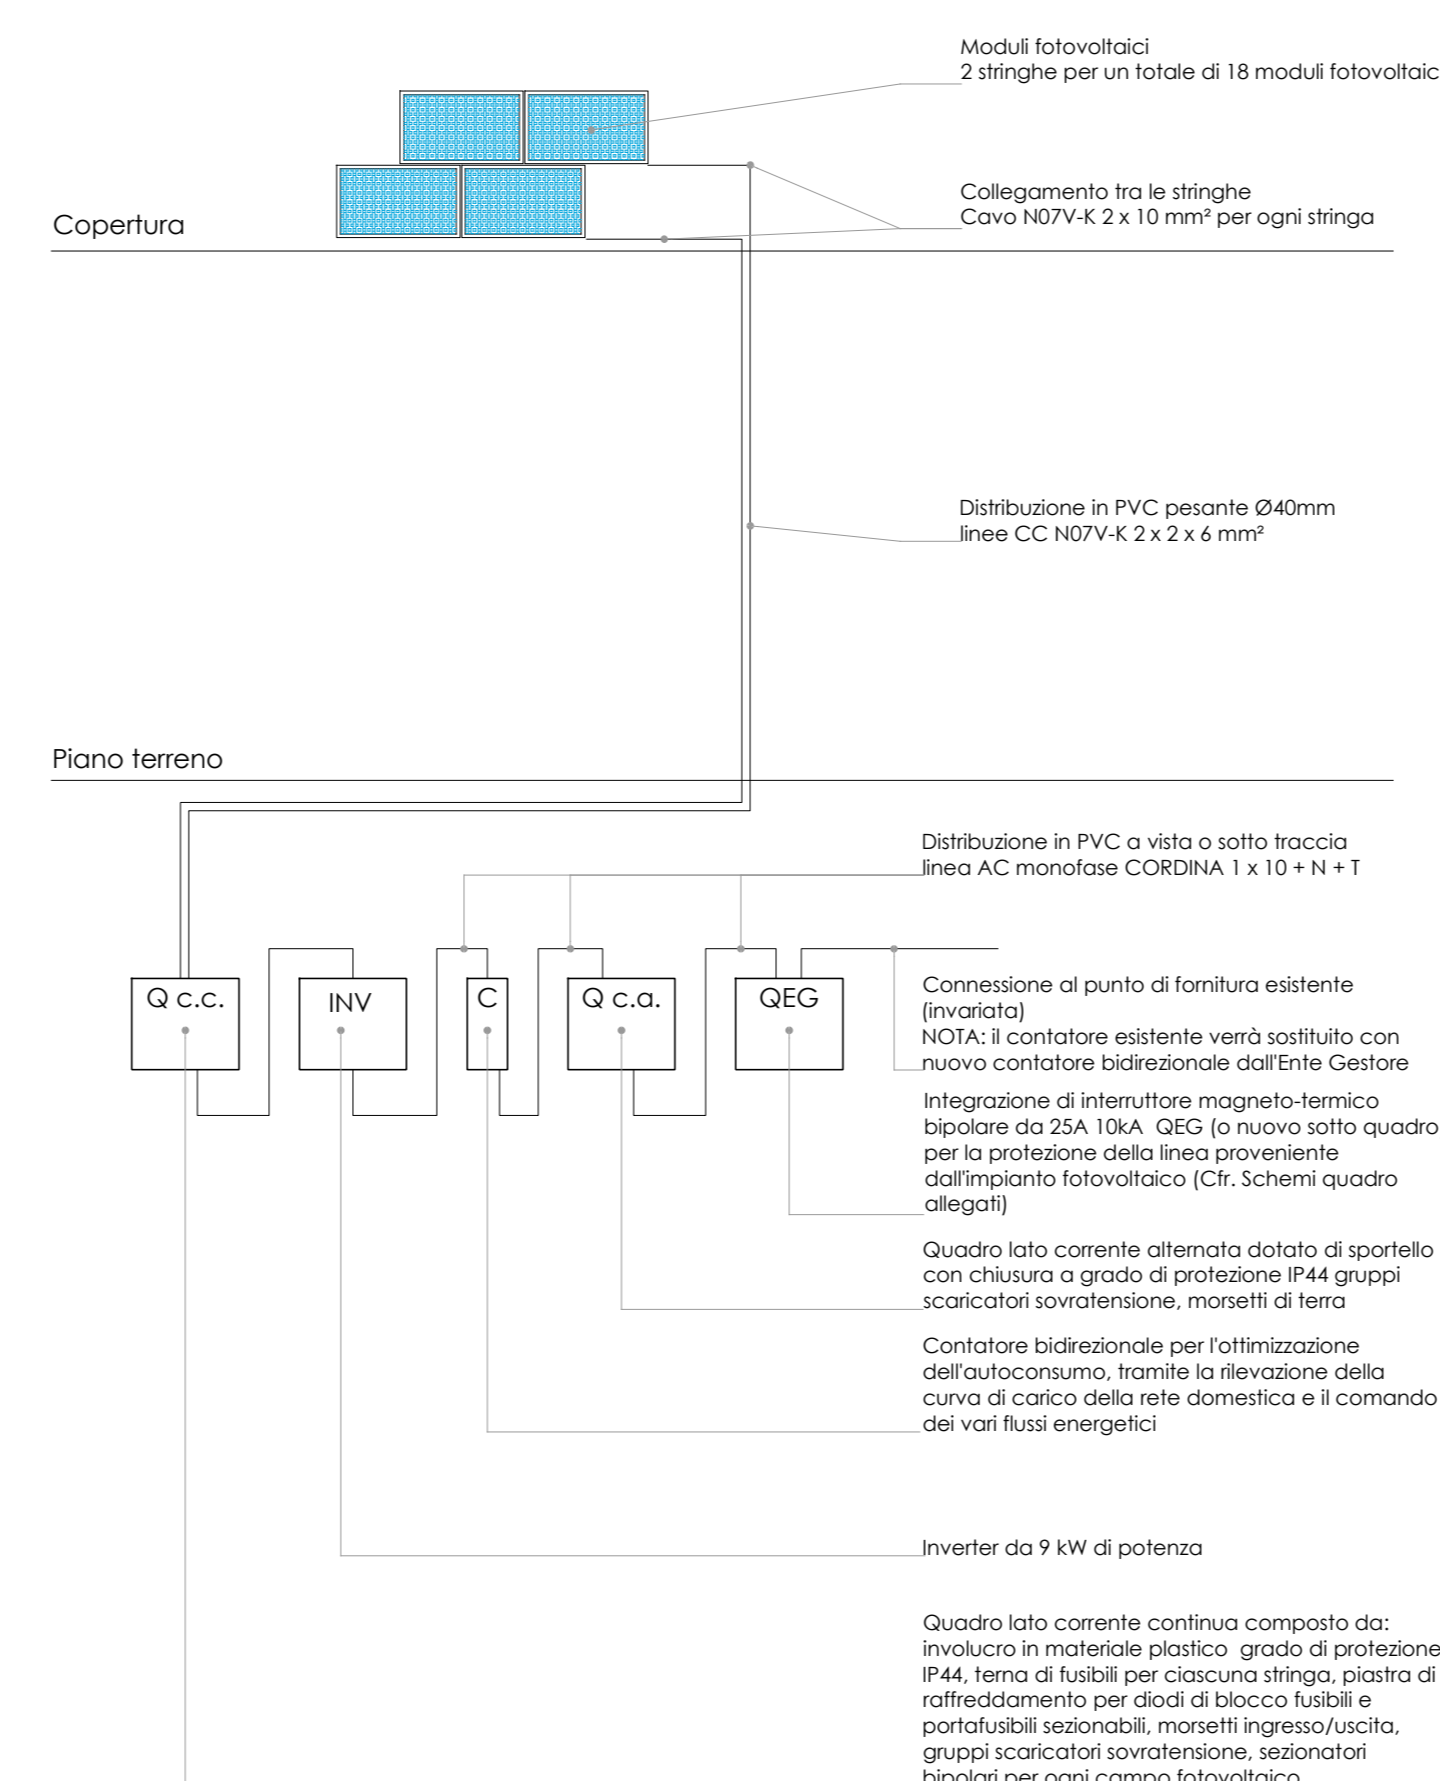 Moduli fotovoltaici
2 stringhe per un totale di 18 moduli fotovoltaic
Collegamento tra le stringhe
Cavo N07V-K 2 x 10 mm² per ogni stringa
Copertura
Distribuzione in PVC pesante Ø40mm
linee CC N07V-K 2 x 2 x 6 mm²
Piano terreno
Distribuzione in PVC a vista o sotto traccia
linea AC monofase CORDINA 1 x 10 + N + T
Q c.c.
INV
C
Q c.a.
QEG
Connessione al punto di fornitura esistente
(invariata)
NOTA: il contatore esistente verrà sostituito con
nuovo contatore bidirezionale dall'Ente Gestore
Integrazione di interruttore magneto-termico
bipolare da 25A 10kA QEG (o nuovo sotto quadro
per la protezione della linea proveniente
dall'impianto fotovoltaico (Cfr. Schemi quadro
allegati)
Quadro lato corrente alternata dotato di sportello
con chiusura a grado di protezione IP44 gruppi
scaricatori sovratensione, morsetti di terra
Contatore bidirezionale per l'ottimizzazione
dell'autoconsumo, tramite la rilevazione della
curva di carico della rete domestica e il comando
dei vari flussi energetici
Inverter da 9 kW di potenza
Quadro lato corrente continua composto da:
involucro in materiale plastico grado di protezione
IP44, terna di fusibili per ciascuna stringa, piastra di
raffreddamento per diodi di blocco fusibili e
portafusibili sezionabili, morsetti ingresso/uscita,
gruppi scaricatori sovratensione, sezionatori
bipolari per ogni campo fotovoltaico